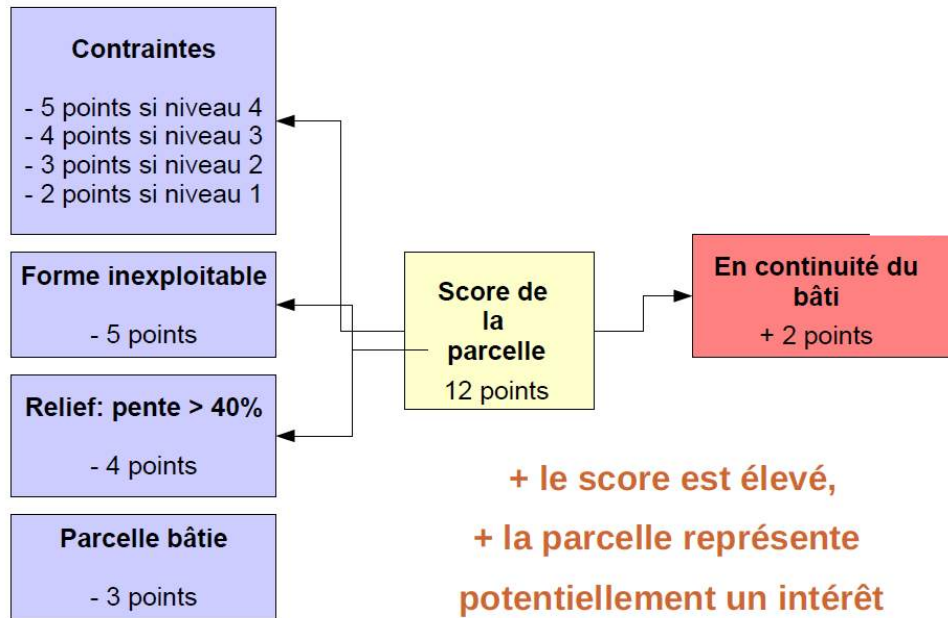 Contraintes
- 5 points si niveau 4
- 4 points si niveau 3
- 3 points si niveau 2
- 2 points si niveau 1
Forme inexploitable
- 5 points
Relief: pente > 40%
- 4 points
Parcelle bâtie
- 3 points
Score de
la
parcelle
12 points
En continuité du
bâti
+ 2 points
+ le score est élevé,
+ la parcelle représente
potentiellement un intérêt